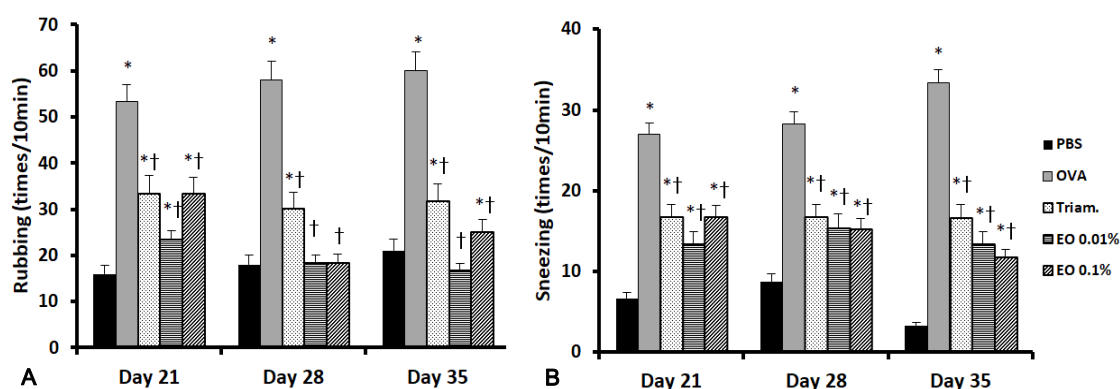 Rubbing (times/10min)
70
60
50
40
30
20
10
0
* *† *† *†
* *† † †
* *† † *†
Day 21 Day 28 Day 35
A
Sneezing (times/10min)
40
30
20
10
0
* *† *† *†
* *† *† *†
* *† *† *†
Day 21 Day 28 Day 35
B
PBS
OVA
Triam.
EO 0.01%
EO 0.1%